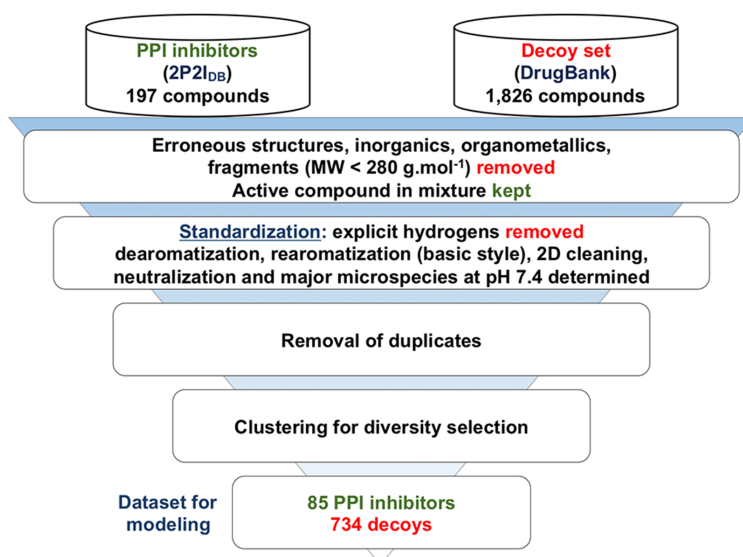 PPI inhibitors
(2P2IDB)
197 compounds
Decoy set
(DrugBank)
1,826 compounds
Erroneous structures, inorganics, organometallics,
fragments (MW < 280 g.mol-1) removed
Active compound in mixture kept
Standardization: explicit hydrogens removed
dearomatization, rearomatization (basic style), 2D cleaning,
neutralization and major microspecies at pH 7.4 determined
Removal of duplicates
Clustering for diversity selection
Dataset for
modeling
85 PPI inhibitors
734 decoys